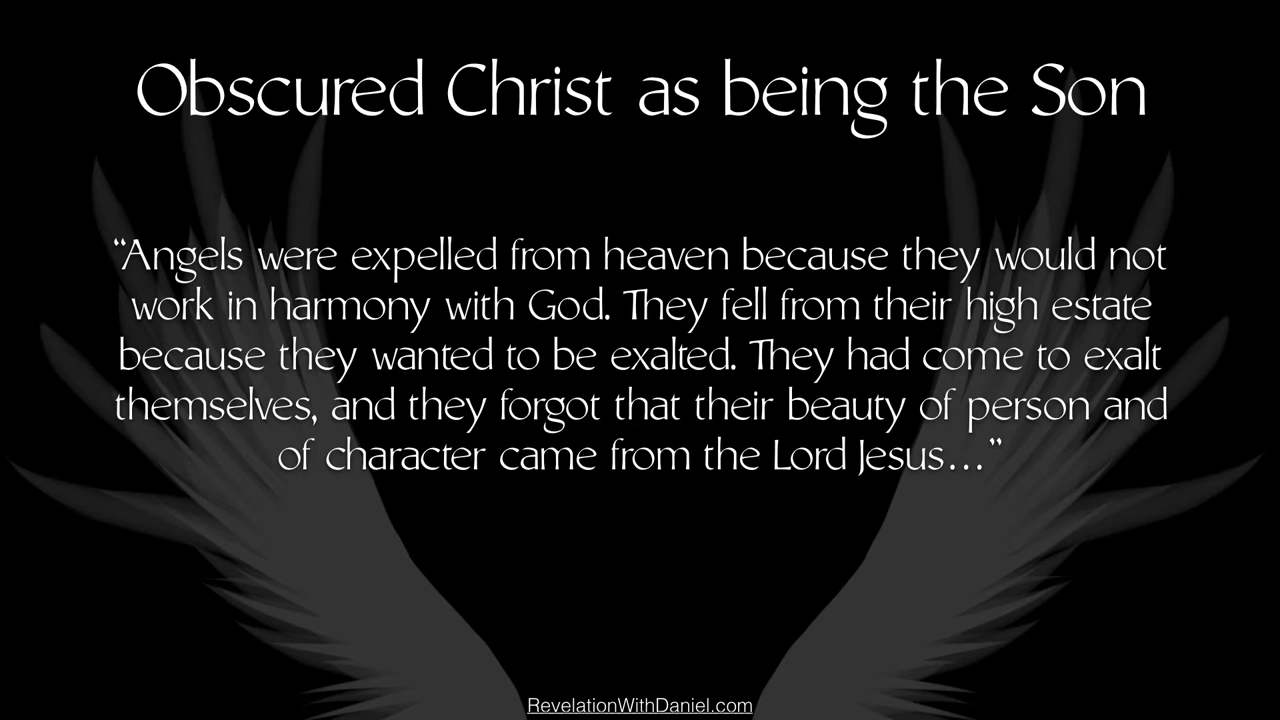 Obscured Christ as being the Son
“Angels were expelled from heaven because they would not
work in harmony with God. They fell from their high estate
because they wanted to be exalted. They had come to exalt
themselves, and they forgot that their beauty of person and
of character came from the Lord Jesus…”
RevelationWithDaniel.com